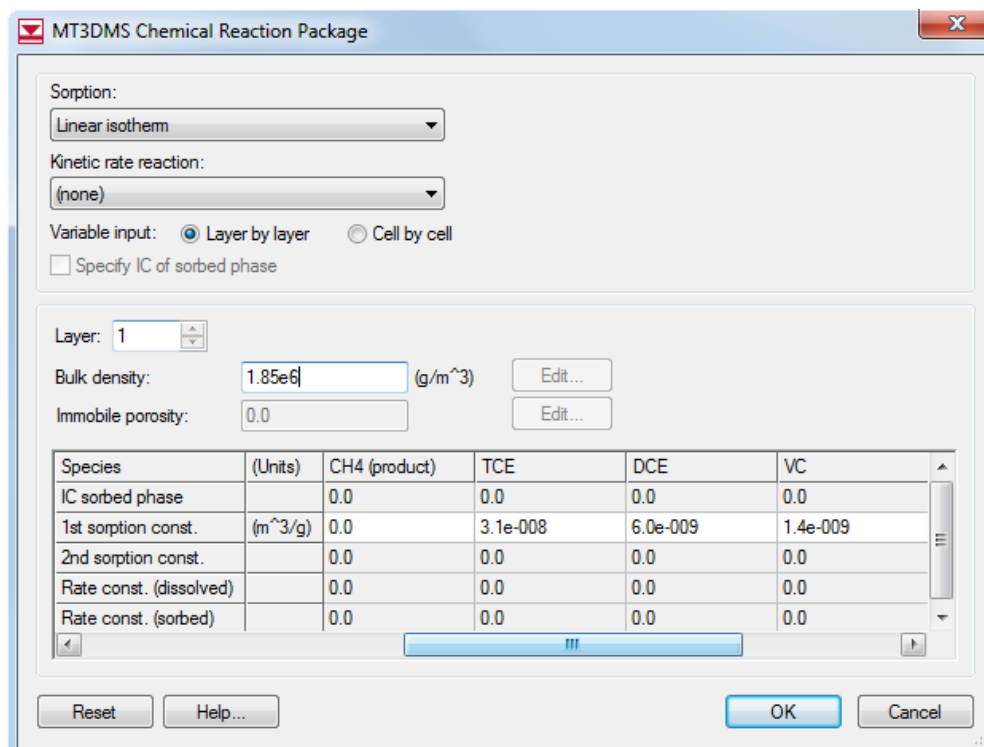 MT3DMS Chemical Reaction Package
Sorption:
Linear isotherm
Kinetic rate reaction:
(none)
Variable input: Layer by layer Cell by cell
Specify IC of sorbed phase
Layer: 1
Bulk density: 1.85e6 (g/m^3) Edit...
Immobile porosity: 0.0 Edit...
Species (Units) CH4 (product) TCE DCE VC
IC sorbed phase 0.0 0.0 0.0 0.0
1st sorption const. (m^3/g) 0.0 3.1e-008 6.0e-009 1.4e-009
2nd sorption const. 0.0 0.0 0.0 0.0
Rate const. (dissolved) 0.0 0.0 0.0 0.0
Rate const. (sorbed) 0.0 0.0 0.0 0.0
Reset Help... OK Cancel